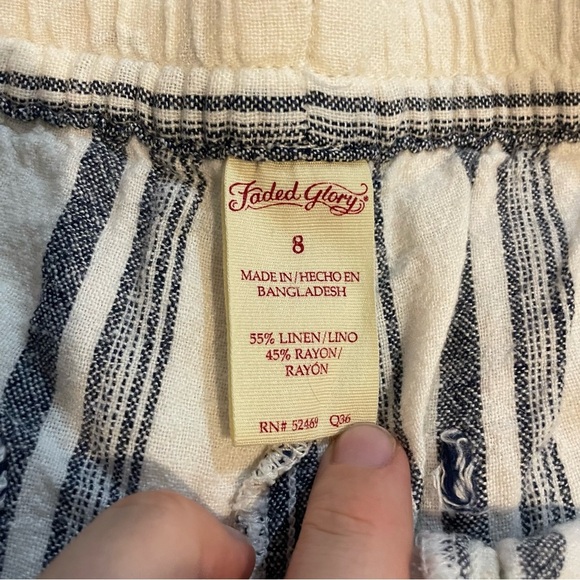 Faded Glory®
8
MADE IN/HECHO EN
BANGLADESH
55% LINEN/LINO
45% RAYON/
RAYÓN
RN# 52469 Q36